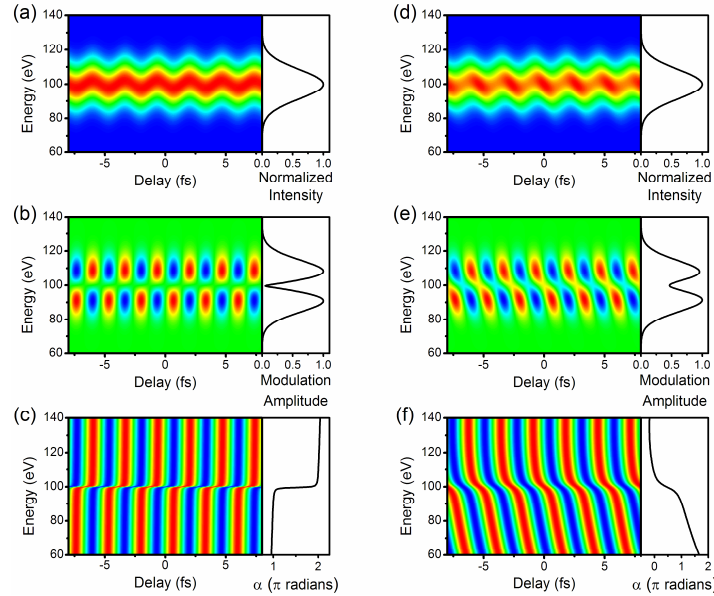 (a)
140
120
100
80
60
Energy (eV)
-5 0 5 0.0 0.5 1.0
Delay (fs)
Normalized
Intensity
(d)
140
120
100
80
60
Energy (eV)
-5 0 5 0.0 0.5 1.0
Delay (fs)
Normalized
Intensity
(b)
140
120
100
80
60
Energy (eV)
-5 0 5 0.0 0.5 1.0
Delay (fs)
Modulation
Amplitude
(e)
140
120
100
80
60
Energy (eV)
-5 0 5 0.0 0.5 1.0
Delay (fs)
Modulation
Amplitude
(c)
140
120
100
80
60
Energy (eV)
-5 0 5 1 2
Delay (fs)
α (π radians)
(f)
140
120
100
80
60
Energy (eV)
-5 0 5 0 1 2
Delay (fs)
α (π radians)